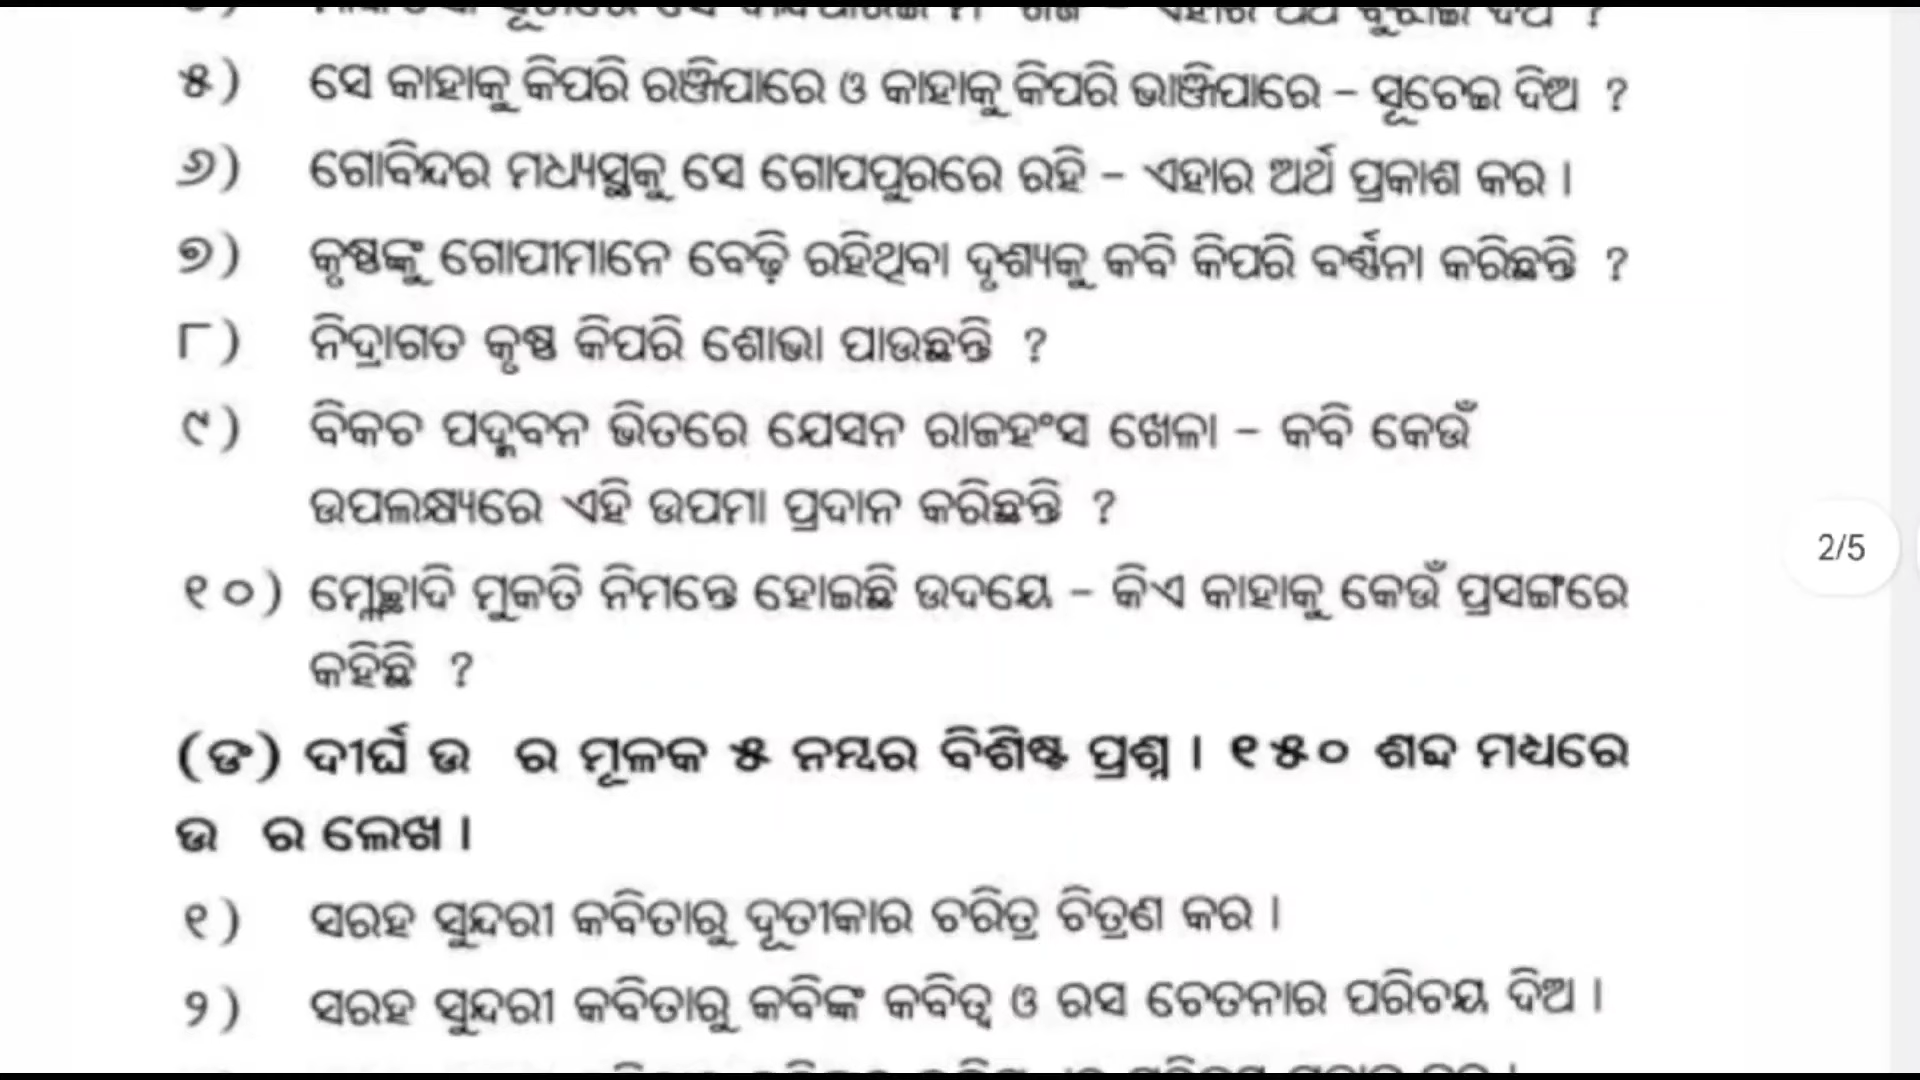 ୫) ସେ କାହାକୁ କିପରି ରଞ୍ଜିପାରେ ଓ କାହାକୁ କିପରି ଭାଞ୍ଜିପାରେ – ସୂଚେଇ ଦିଅ ?
୬) ଗୋବିନ୍ଦର ମଧ୍ୟସ୍ଥକୁ ସେ ଗୋପପୁରରେ ରହି – ଏହାର ଅର୍ଥ ପ୍ରକାଶ କର ।
୭) କୃଷ୍ଣଙ୍କୁ ଗୋପୀମାନେ ବେଢ଼ି ରହିଥିବା ଦୃଶ୍ୟକୁ କବି କିପରି ବର୍ଣ୍ଣନା କରିଛନ୍ତି ?
୮) ନିଦ୍ରାଗତ କୃଷ୍ଣ କିପରି ଶୋଭା ପାଉଛନ୍ତି ?
୯) ବିକଚ ପଦ୍ମବନ ଭିତରେ ଯେସନ ରାଜହଂସ ଖେଳା – କବି କେଉଁ
ଉପଲକ୍ଷ୍ୟରେ ଏହି ଉପମା ପ୍ରଦାନ କରିଛନ୍ତି ?
୧୦) ମ୍ଲେଚ୍ଛାଦି ମୁକତି ନିମନ୍ତେ ହୋଇଛି ଉଦୟେ – କିଏ କାହାକୁ କେଉଁ ପ୍ରସଙ୍ଗରେ
କହିଛି ?
(ଙ) ଦୀର୍ଘ ଉ ର ମୂଳକ ୫ ନମ୍ବର ବିଶିଷ୍ଟ ପ୍ରଶ୍ନ । ୧୫୦ ଶବ୍ଦ ମଧ୍ୟରେ
ଉ ର ଲେଖ ।
୧) ସରହ ସୁନ୍ଦରୀ କବିତାରୁ ଦୂତୀକାର ଚରିତ୍ର ଚିତ୍ରଣ କର ।
୨) ସରହ ସୁନ୍ଦରୀ କବିତାରୁ କବିଙ୍କ କବିତ୍ୱ ଓ ରସ ଚେତନାର ପରିଚୟ ଦିଅ ।
2/5